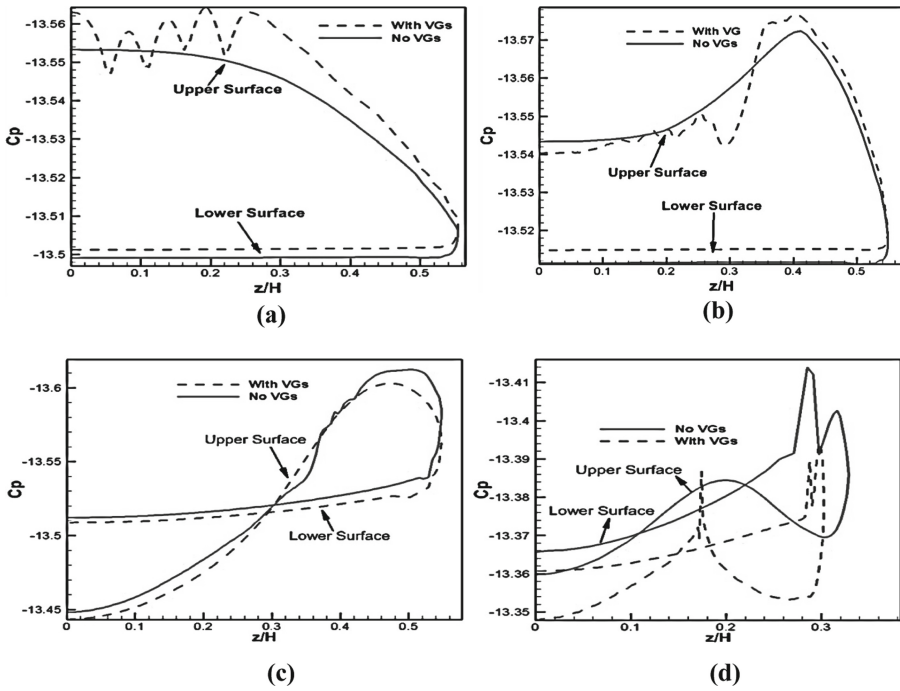 -13.56
-13.55
-13.54
-13.53
-13.52
-13.51
-13.5
Cp
With VGs
No VGs
Upper Surface
Lower Surface
0 0.1 0.2 0.3 0.4 0.5
z/H
(a)
-13.57
-13.56
-13.55
-13.54
-13.53
-13.52
Cp
With VG
No VGs
Upper Surface
Lower Surface
0 0.1 0.2 0.3 0.4 0.5
z/H
(b)
-13.6
-13.55
-13.5
-13.45
Cp
With VGs
No VGs
Upper Surface
Lower Surface
0 0.1 0.2 0.3 0.4 0.5
z/H
(c)
-13.41
-13.4
-13.39
-13.38
-13.37
-13.36
-13.35
Cp
No VGs
With VGs
Upper Surface
Lower Surface
0 0.1 0.2 0.3
z/H
(d)